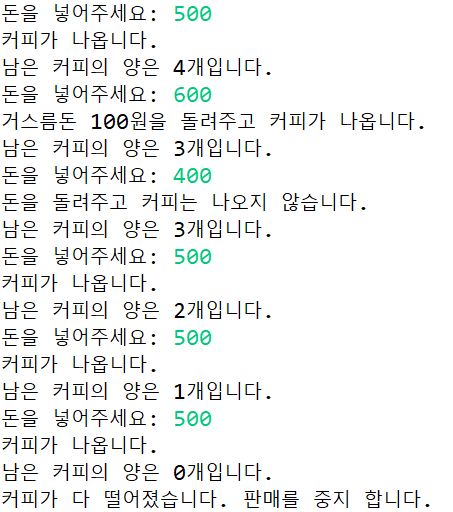 돈을 넣어주세요: 500
커피가 나옵니다.
남은 커피의 양은 4개입니다.
돈을 넣어주세요: 600
거스름돈 100원을 돌려주고 커피가 나옵니다.
남은 커피의 양은 3개입니다.
돈을 넣어주세요: 400
돈을 돌려주고 커피는 나오지 않습니다.
남은 커피의 양은 3개입니다.
돈을 넣어주세요: 500
커피가 나옵니다.
남은 커피의 양은 2개입니다.
돈을 넣어주세요: 500
커피가 나옵니다.
남은 커피의 양은 1개입니다.
돈을 넣어주세요: 500
커피가 나옵니다.
남은 커피의 양은 0개입니다.
커피가 다 떨어졌습니다. 판매를 중지 합니다.